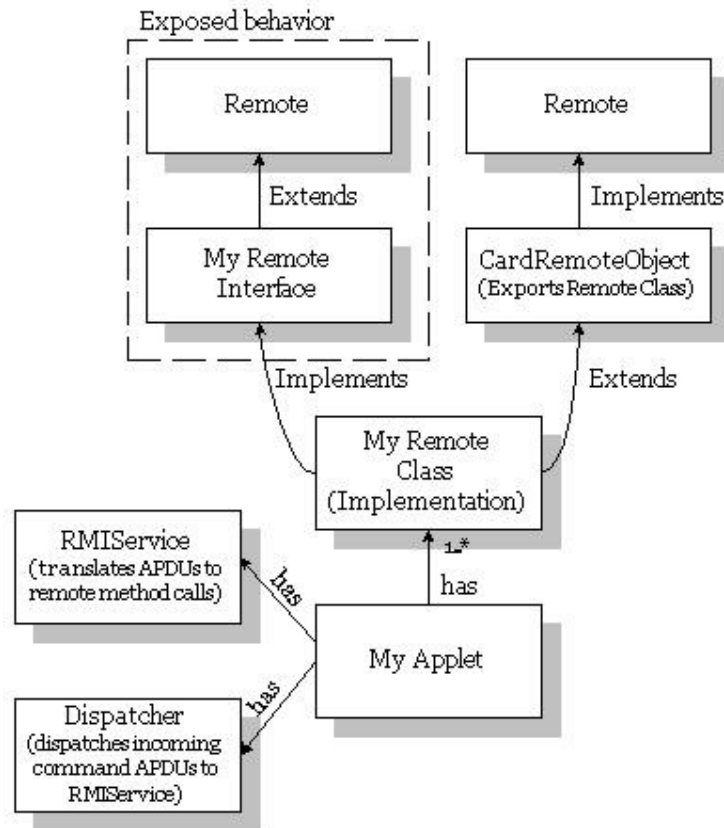 Exposed behavior
Remote
Remote
Extends
Implements
My Remote
Interface
CardRemoteObject
(Exports Remote Class)
Implements
Extends
My Remote
Class
(Implementation)
1..*
has
RMIService
(translates APDUs to
remote method calls)
has
My Applet
has
Dispatcher
(dispatches incoming
command APDUs to
RMIService)